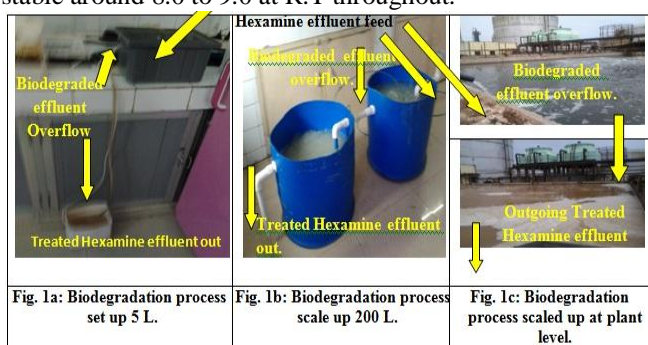 stable around 8.0 to 9.0 at R.T throughout.
Hexamine effluent feed
Biodegraded
effluent
Overflow
Treated Hexamine effluent out
Biodegraded effluent
overflow.
Treated Hexamine effluent
out.
Biodegraded
effluent overflow.
Outgoing Treated
Hexamine effluent
Fig. 1a: Biodegradation process
set up 5 L.
Fig. 1b: Biodegradation process
scale up 200 L.
Fig. 1c: Biodegradation
process scaled up at plant
level.